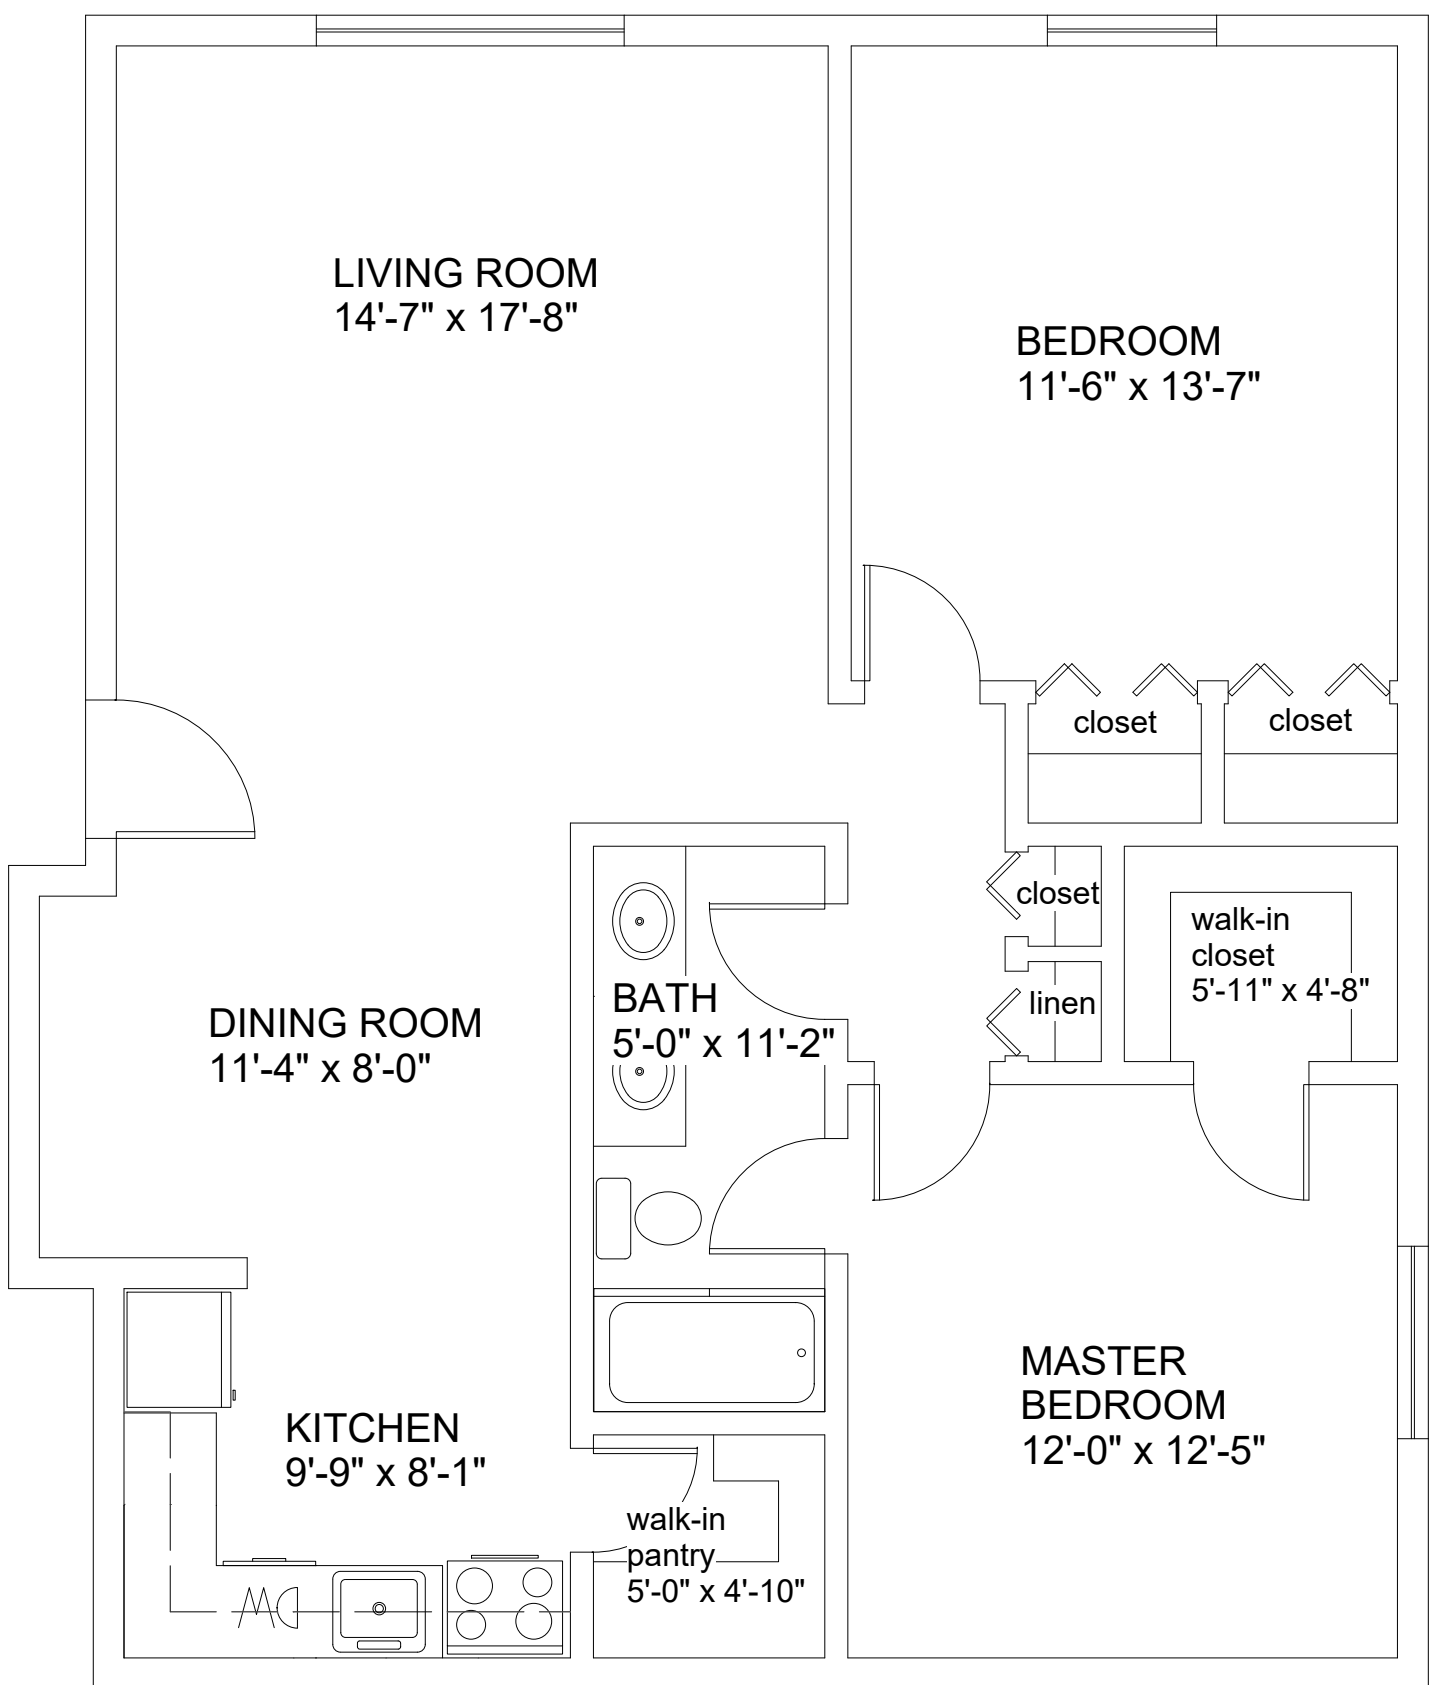 LIVING ROOM
14'-7" x 17'-8"
BEDROOM
11'-6" x 13'-7"
closet
closet
closet
walk-in
closet
5'-11" x 4'-8"
linen
BATH
5'-0" x 11'-2"
DINING ROOM
11'-4" x 8'-0"
MASTER
BEDROOM
12'-0" x 12'-5"
KITCHEN
9'-9" x 8'-1"
walk-in
pantry
5'-0" x 4'-10"